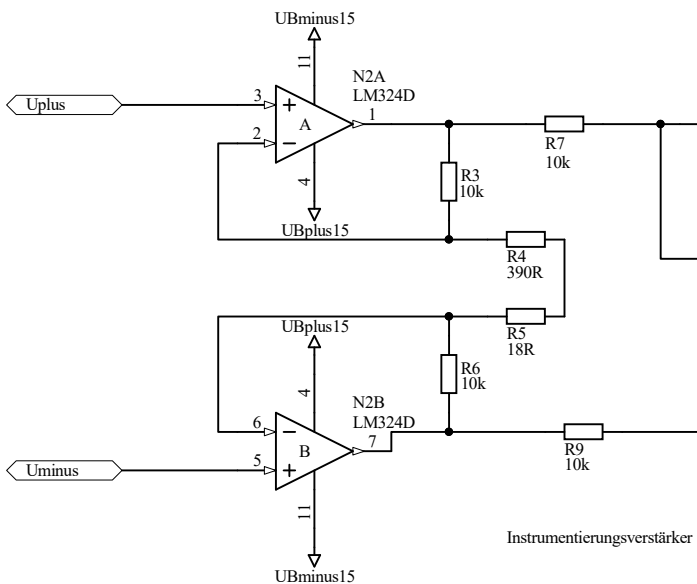 UBminus15
11
N2A
LM324D
Uplus
3
1
2
A
R7
10k
4
R3
10k
UBplus15
R4
390R
UBplus15
R5
18R
4
R6
10k
N2B
LM324D
6
7
B
Uminus
5
R9
10k
11
Instrumentierungsverstärker
UBminus15